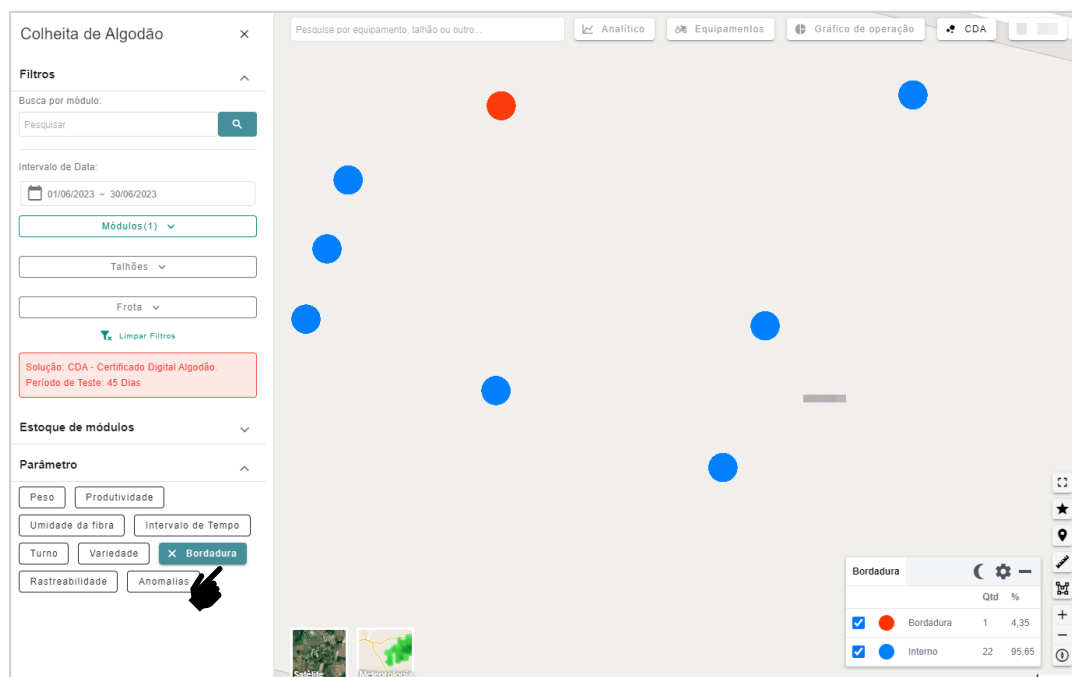 Colheita de Algodão
Pesquise por equipamento, talhão ou outro...
Analítico
Equipamentos
Gráfico de operação
CDA
Filtros
Busca por módulo:
Pesquisar
Intervalo de Data:
01/06/2023 ~ 30/06/2023
Módulos(1)
Talhões
Frota
Limpar Filtros
Solução: CDA - Certificado Digital Algodão.
Período de Teste: 45 Dias
Estoque de módulos
Parâmetro
Peso
Produtividade
Umidade da fibra
Intervalo de Tempo
Turno
Variedade
Bordadura
Rastreabilidade
Anomalias
Satélite
Meteorologia
Bordadura
Qtd %
Bordadura 1 4,35
Interno 22 95,65